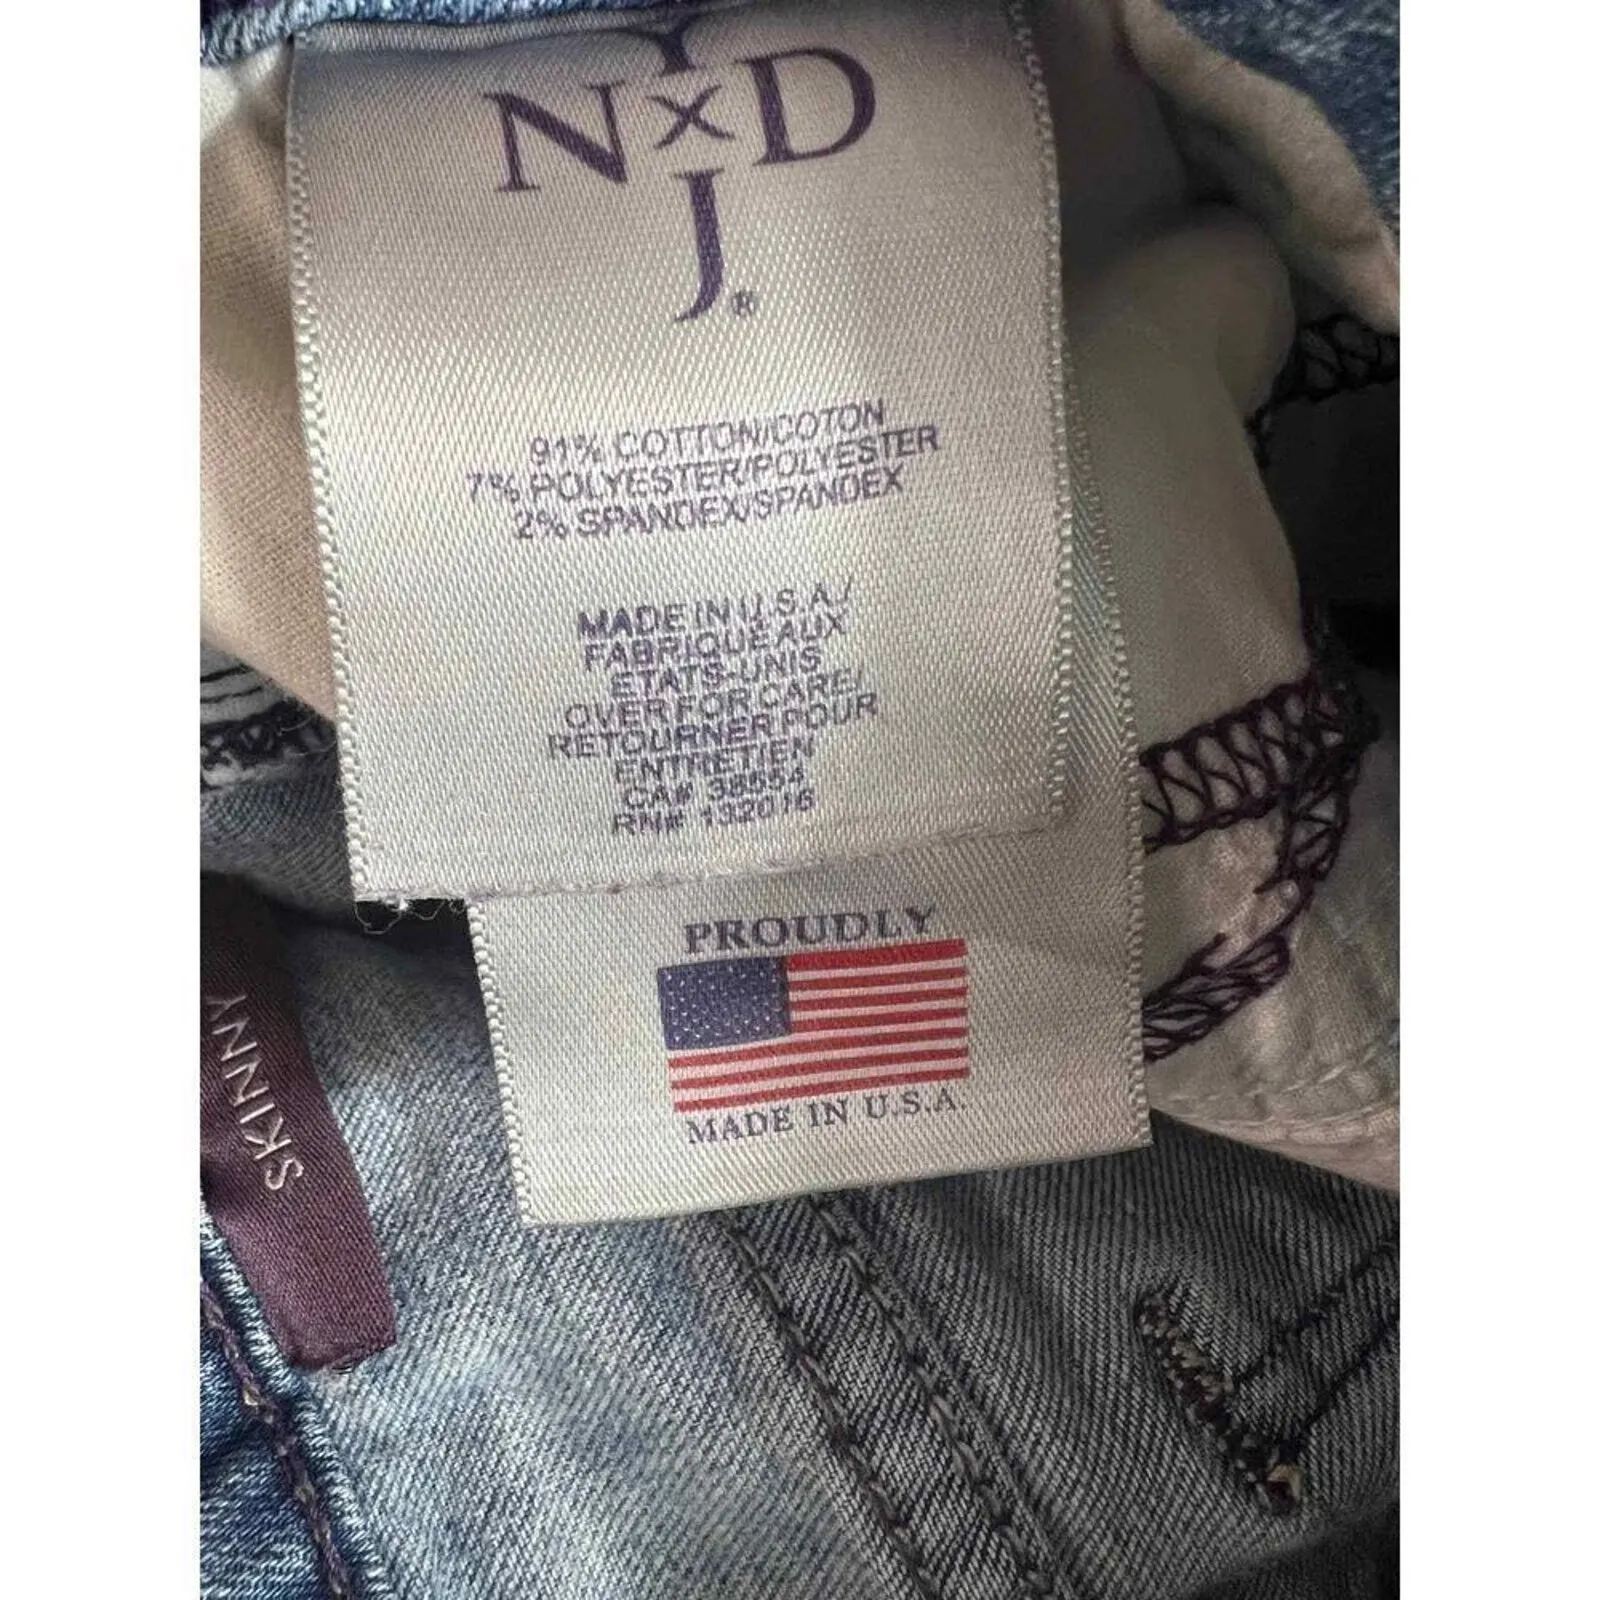 Y
N X D
J®
91% COTTON/COTON
7% POLYESTER/POLYESTER
2% SPANDEX/SPANDEX
MADE IN U.S.A./
FABRIQUE AUX
ETATS-UNIS
OVER FOR CARE/
RETOURNER POUR
ENTRETIEN
CA# 38554
RN# 132016
PROUDLY
MADE IN U.S.A.
SKINNY